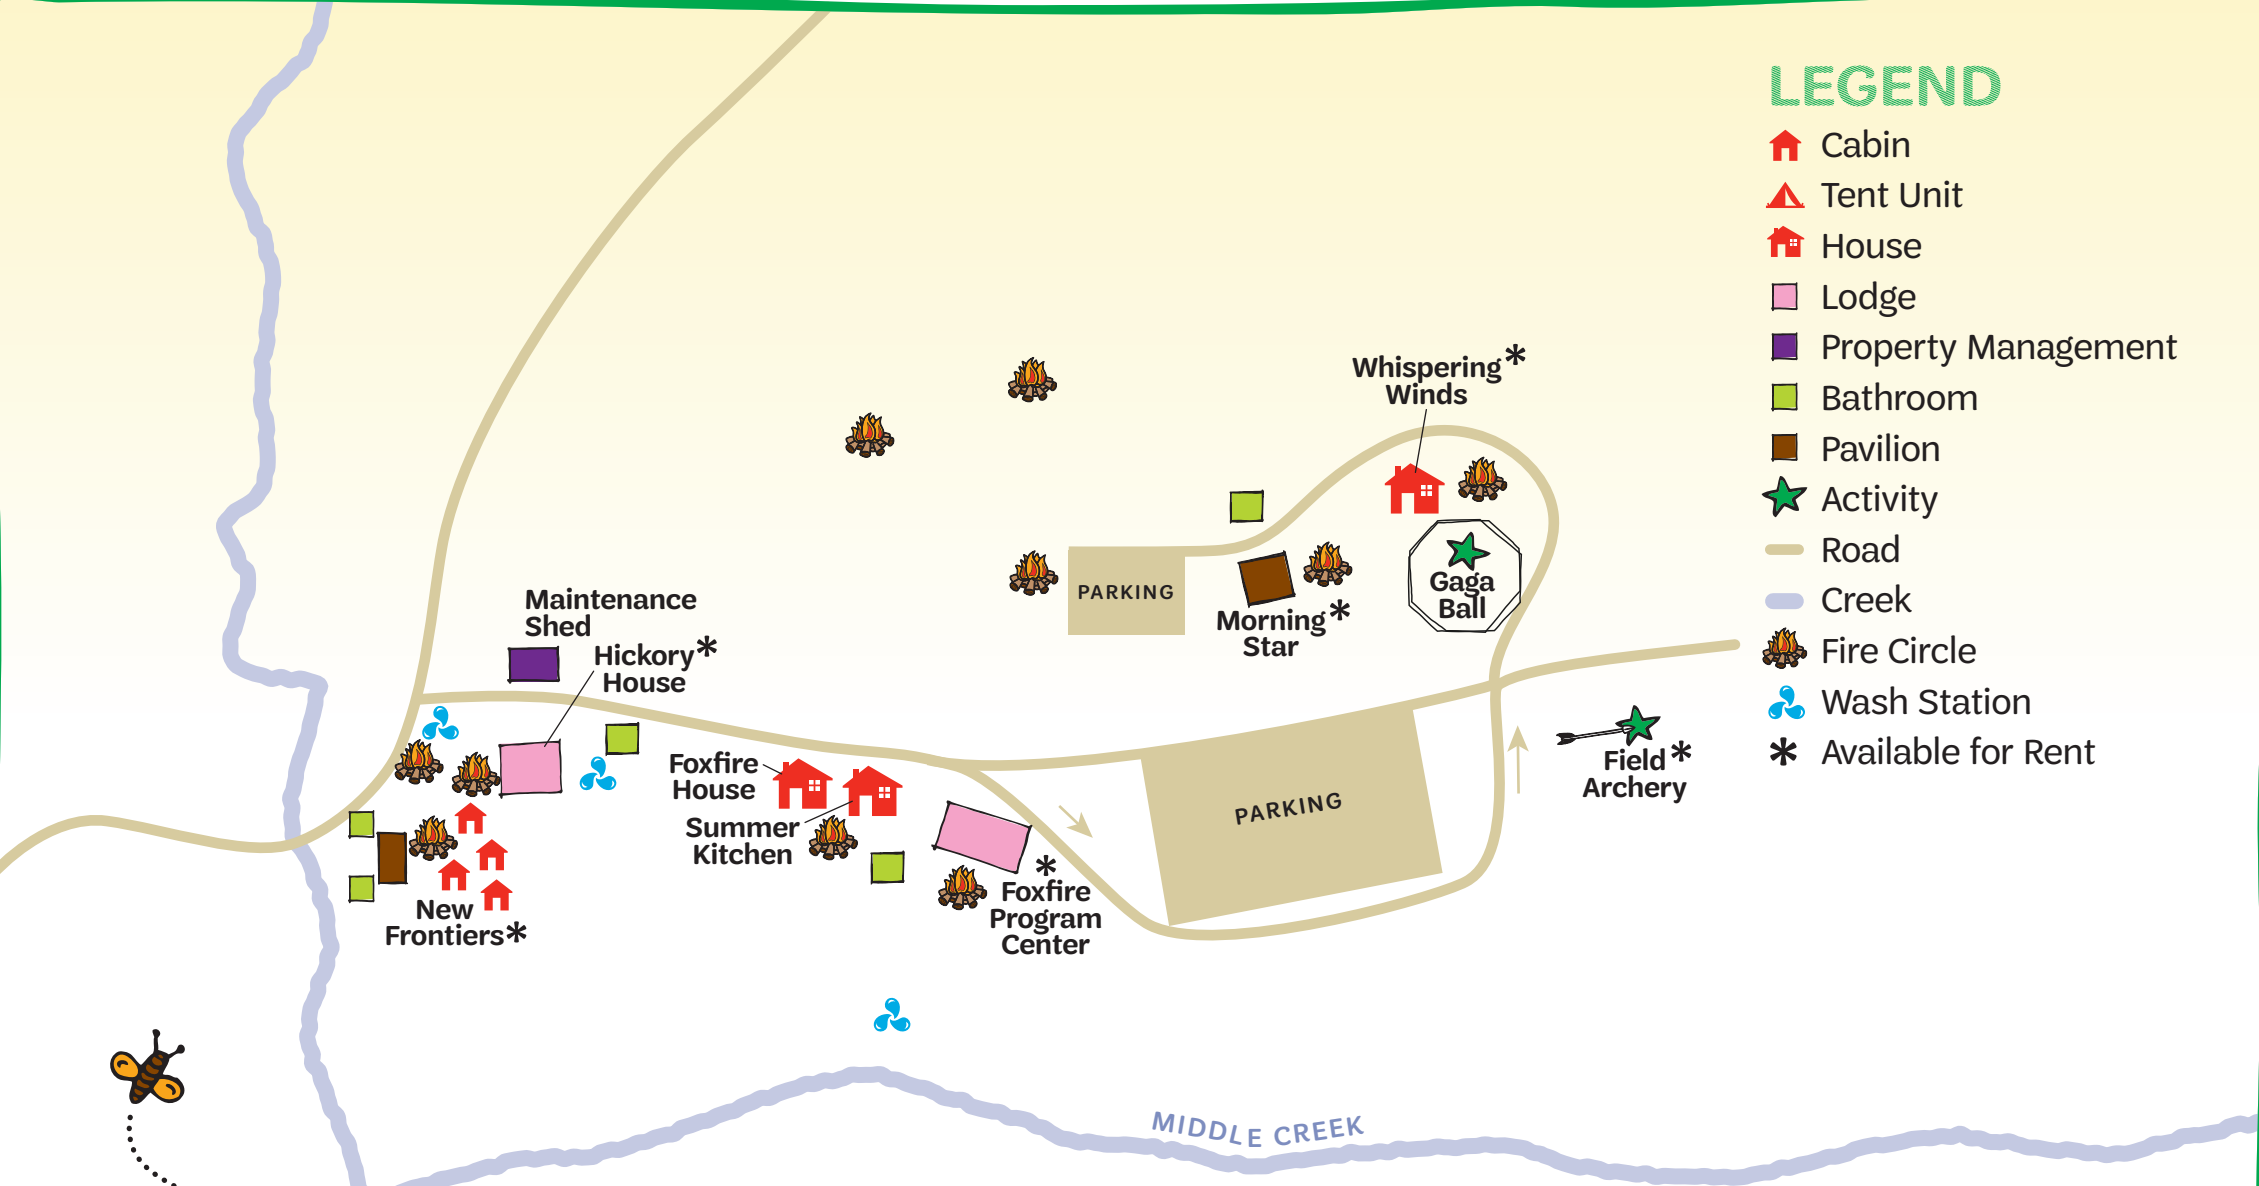 LEGEND
Cabin
Tent Unit
House
Lodge
Property Management
Bathroom
Pavilion
Activity
Road
Creek
Fire Circle
Wash Station
* Available for Rent
Whispering *
Winds
PARKING
Gaga
Ball
Morning *
Star
Maintenance
Shed
Hickory *
House
Foxfire
House
Summer
Kitchen
PARKING
Field *
Archery
*
Foxfire
Program
Center
New
Frontiers *
MIDDLE CREEK